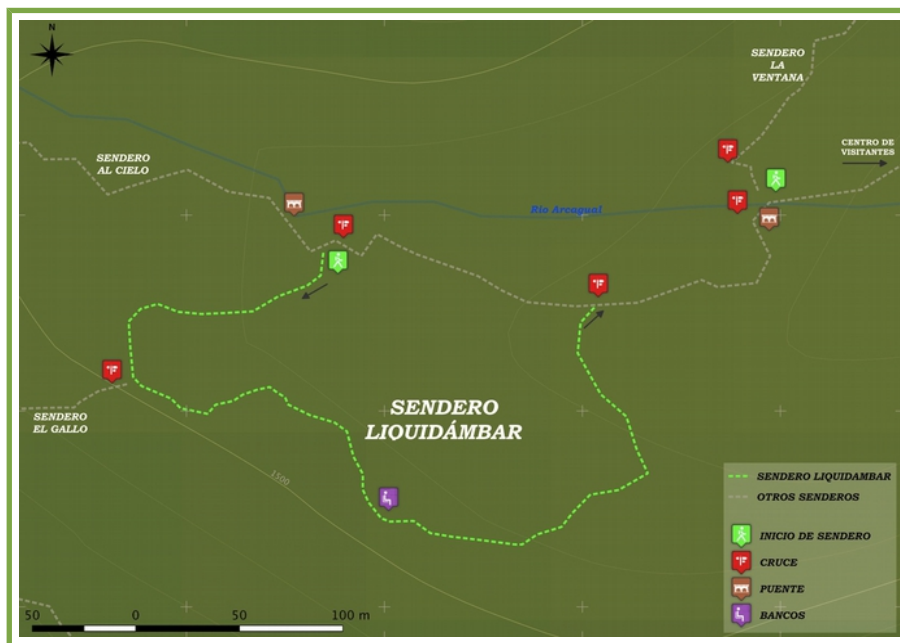 N
SENDERO
LA
VENTANA
CENTRO DE
VISITANTES
SENDERO
AL CIELO
Río Arcagual
SENDERO
EL GALLO
SENDERO
LIQUIDÁMBAR
1500
SENDERO LIQUIDAMBAR
OTROS SENDEROS
INICIO DE SENDERO
CRUCE
PUENTE
BANCOS
50 0 50 100 m